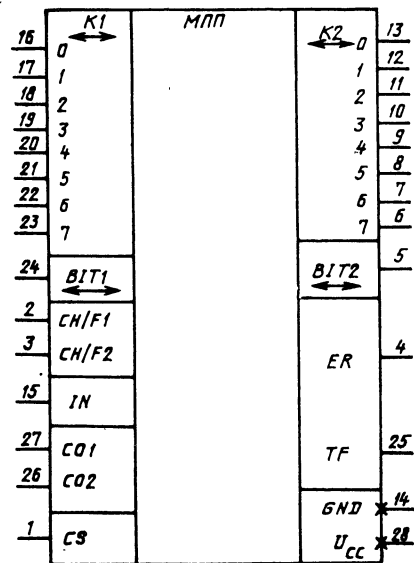 К1 МПП К2
16 0 0 13
17 1 1 12
18 2 2 11
19 3 3 10
20 4 4 9
21 5 5 8
22 6 6 7
23 7 7 6
24 BIT1 BIT2 5
2 CH/F1
3 CH/F2 ER 4
15 IN
27 CO1 TF 25
26 CO2
GND 14
1 CS UCC 28